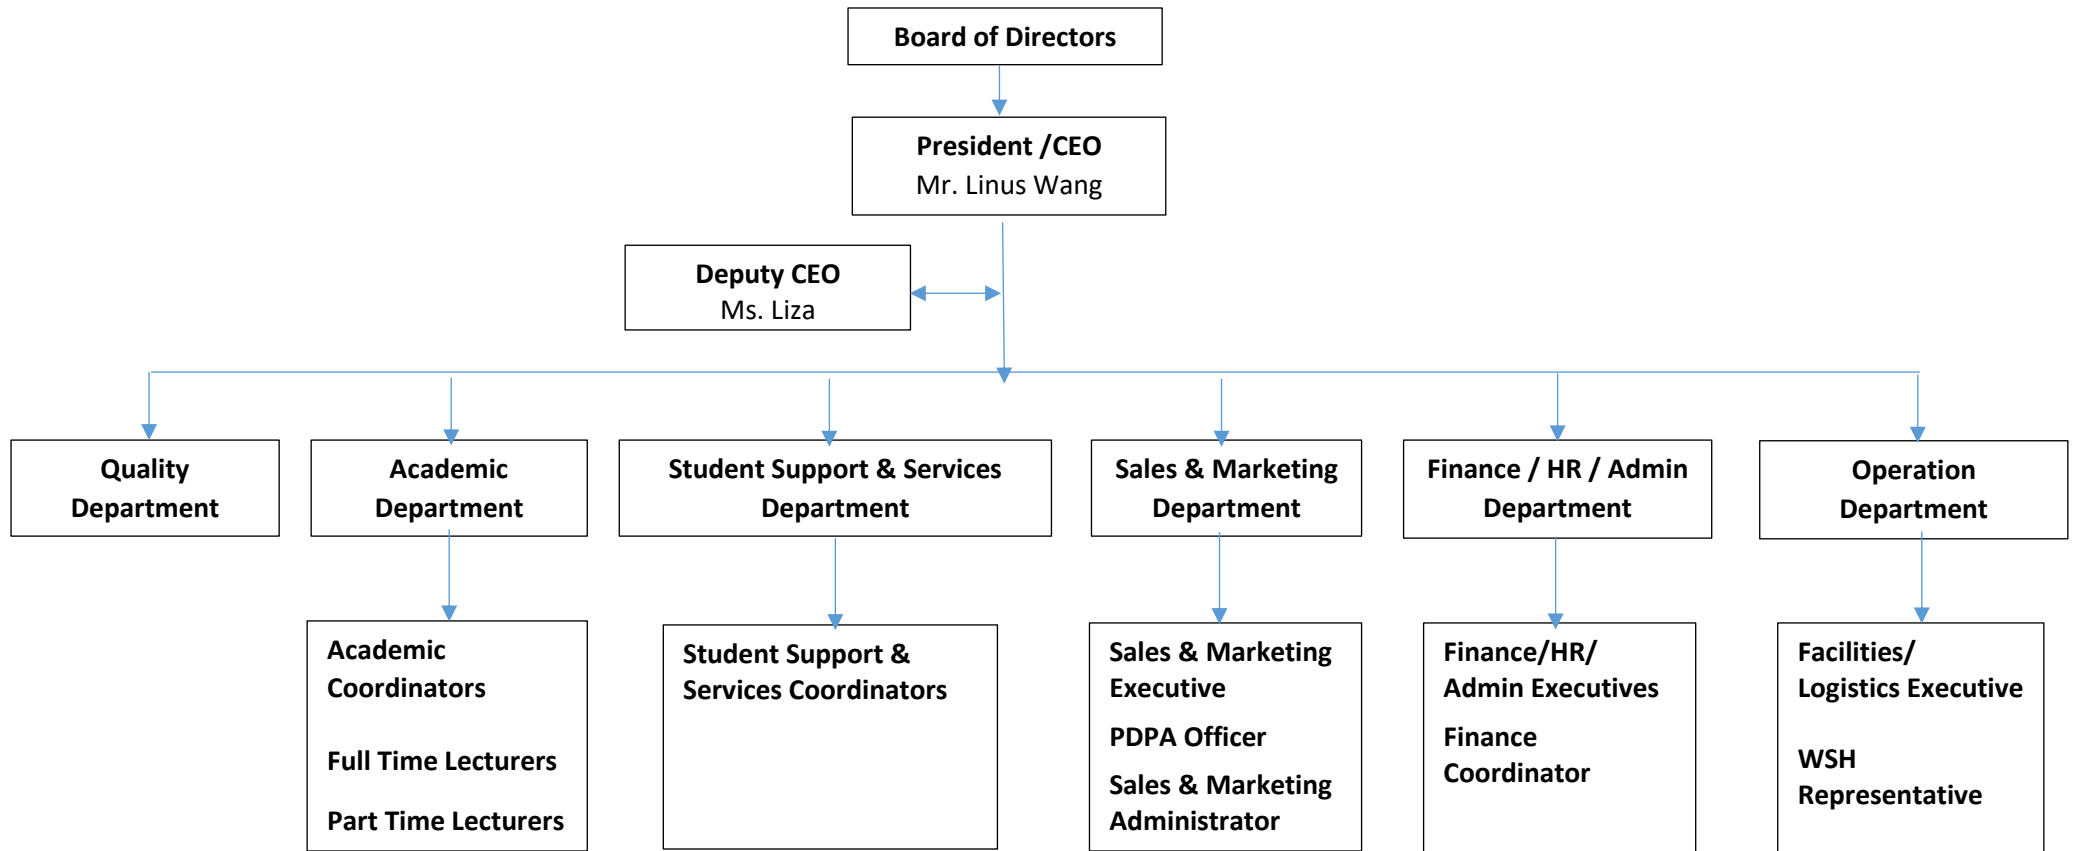 Board of Directors
President /CEO
Mr. Linus Wang
Deputy CEO
Ms. Liza
Quality
Department
Academic
Department
Student Support & Services
Department
Sales & Marketing
Department
Finance / HR / Admin
Department
Operation
Department
Academic
Coordinators
Full Time Lecturers
Part Time Lecturers
Student Support &
Services Coordinators
Sales & Marketing
Executive
PDPA Officer
Sales & Marketing
Administrator
Finance/HR/
Admin Executives
Finance
Coordinator
Facilities/
Logistics Executive
WSH
Representative